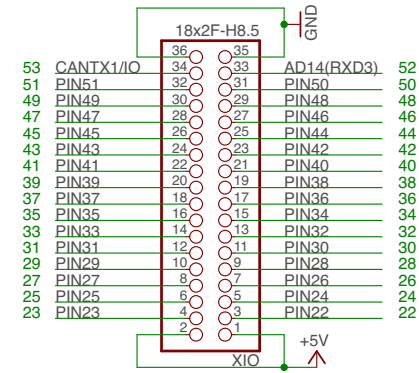 GND
18x2F-H8.5
36 35
53 CANTX1/IO 34 33 AD14(RXD3) 52
51 PIN51 32 31 PIN50 50
49 PIN49 30 29 PIN48 48
47 PIN47 28 27 PIN46 46
45 PIN45 26 25 PIN44 44
43 PIN43 24 23 PIN42 42
41 PIN41 22 21 PIN40 40
39 PIN39 20 19 PIN38 38
37 PIN37 18 17 PIN36 36
35 PIN35 16 15 PIN34 34
33 PIN33 14 13 PIN32 32
31 PIN31 12 11 PIN30 30
29 PIN29 10 9 PIN28 28
27 PIN27 8 7 PIN26 26
25 PIN25 6 5 PIN24 24
23 PIN23 4 3 PIN22 22
2 1
+5V
XIO